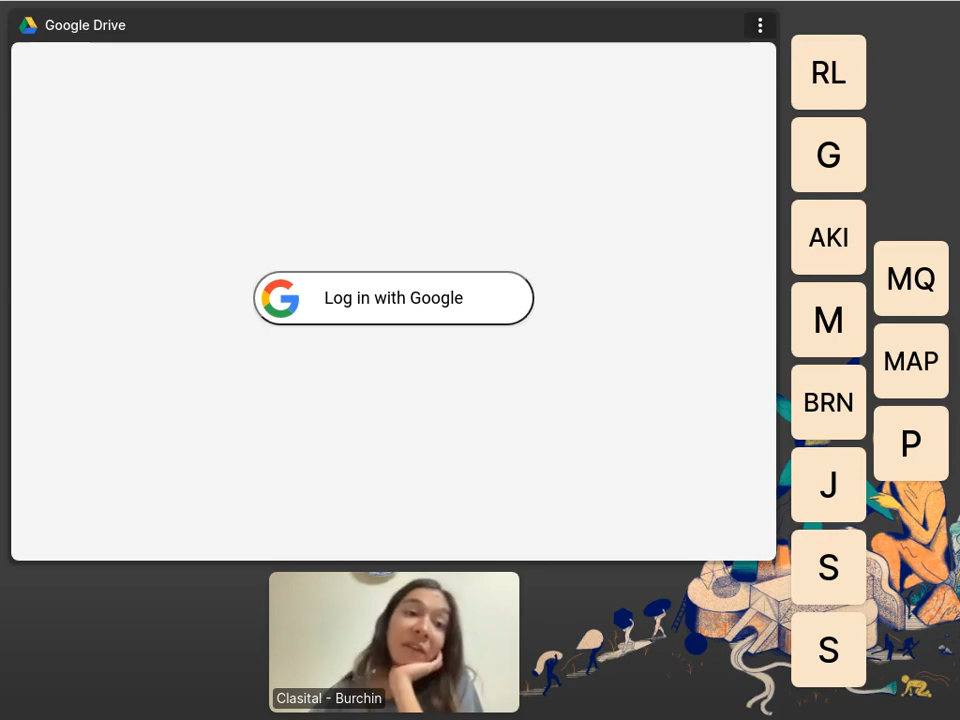 Google Drive
RL
G
AKI
M
BRN
J
S
S
MQ
MAP
P
Log in with Google
Clasital - Burchin